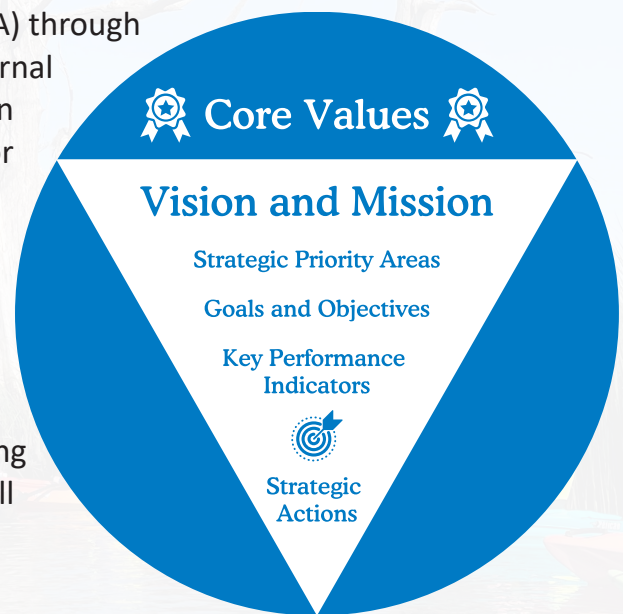 A) through
rnal
n
or
ng
ll
Core Values
Vision and Mission
Strategic Priority Areas
Goals and Objectives
Key Performance
Indicators
Strategic
Actions